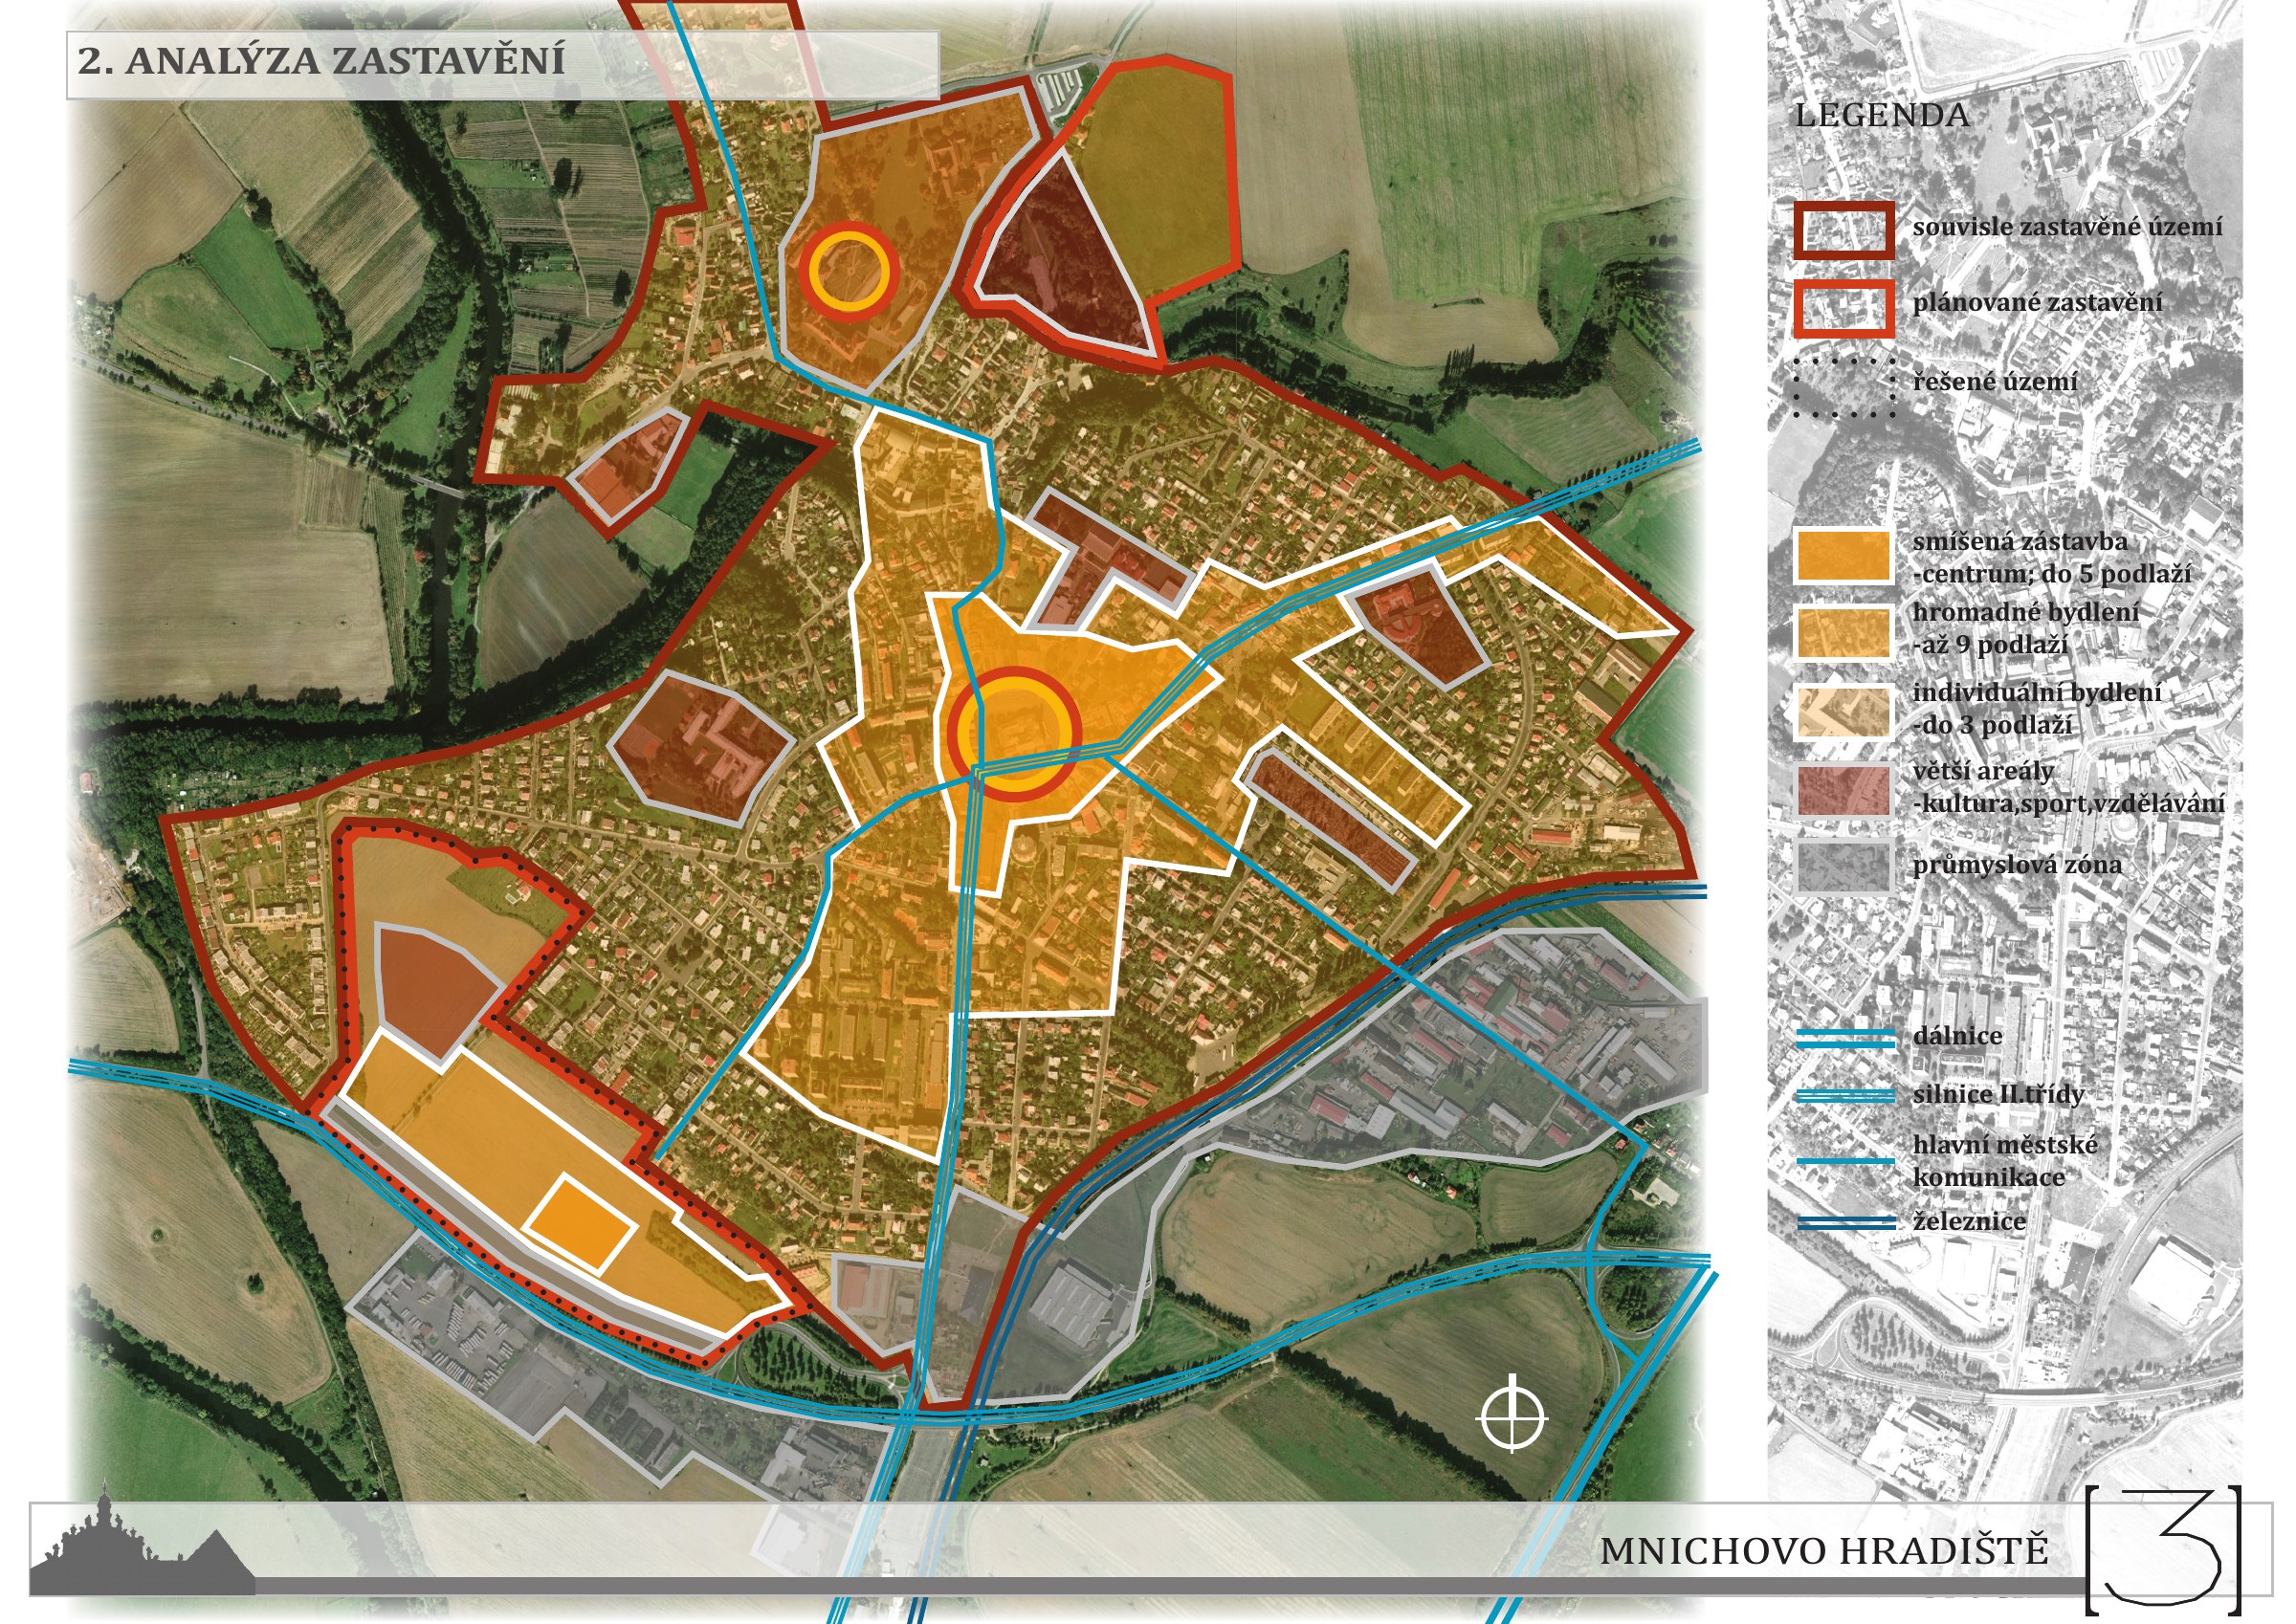 2. ANALÝZA ZASTAVĚNÍ
LEGENDA
souvisle zastavěné území
plánované zastavění
řešené území
smíšená zástavba
-centrum; do 5 podlaží
hromadné bydlení
-až 9 podlaží
individuální bydlení
-do 3 podlaží
větší areály
-kultura,sport,vzdělávání
průmyslová zóna
dálnice
silnice II.třídy
hlavní městské
komunikace
železnice
MNICHOVO HRADIŠTĚ
[3]